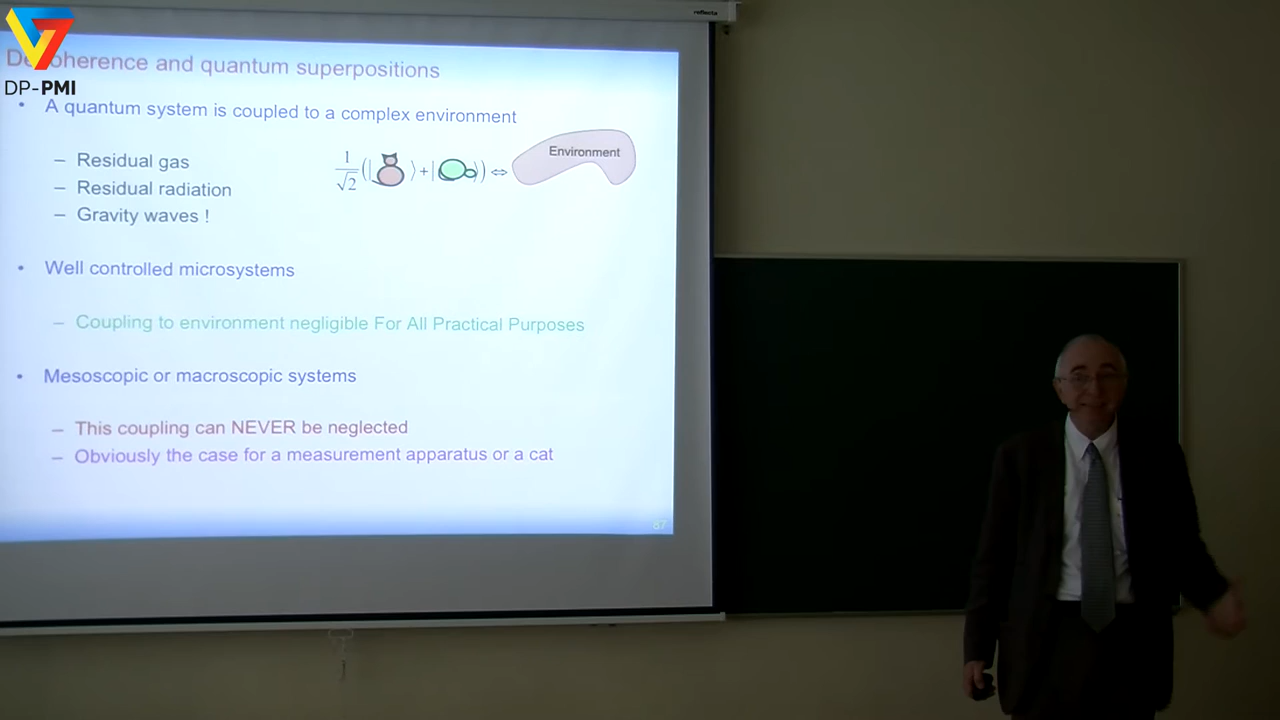 reflecta
Decoherence and quantum superpositions
DP-PMI
• A quantum system is coupled to a complex environment
– Residual gas
– Residual radiation
– Gravity waves !
1/√2 (| ⟩+| ⟩) ⇔
Environment
• Well controlled microsystems
– Coupling to environment negligible For All Practical Purposes
• Mesoscopic or macroscopic systems
– This coupling can NEVER be neglected
– Obviously the case for a measurement apparatus or a cat
67